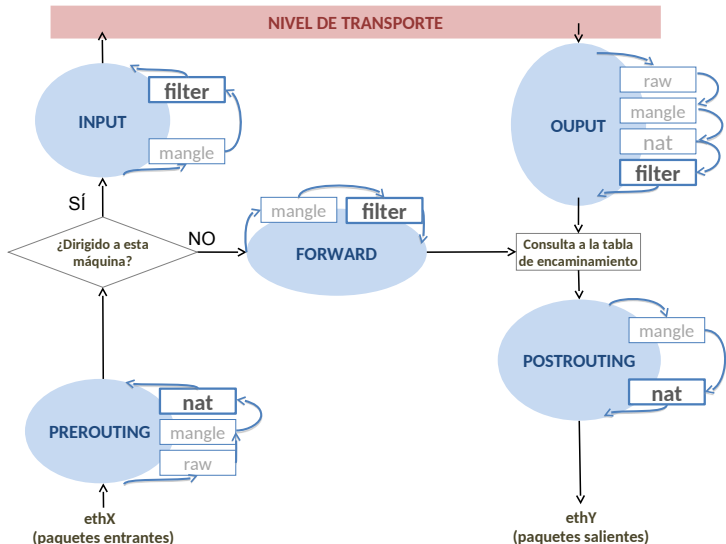 NIVEL DE TRANSPORTE
INPUT
filter
mangle
OUPUT
raw
mangle
nat
filter
SÍ
¿Dirigido a esta
máquina?
NO
mangle
filter
FORWARD
Consulta a la tabla
de encaminamiento
PREROUTING
nat
mangle
raw
POSTROUTING
mangle
nat
ethX
(paquetes entrantes)
ethY
(paquetes salientes)